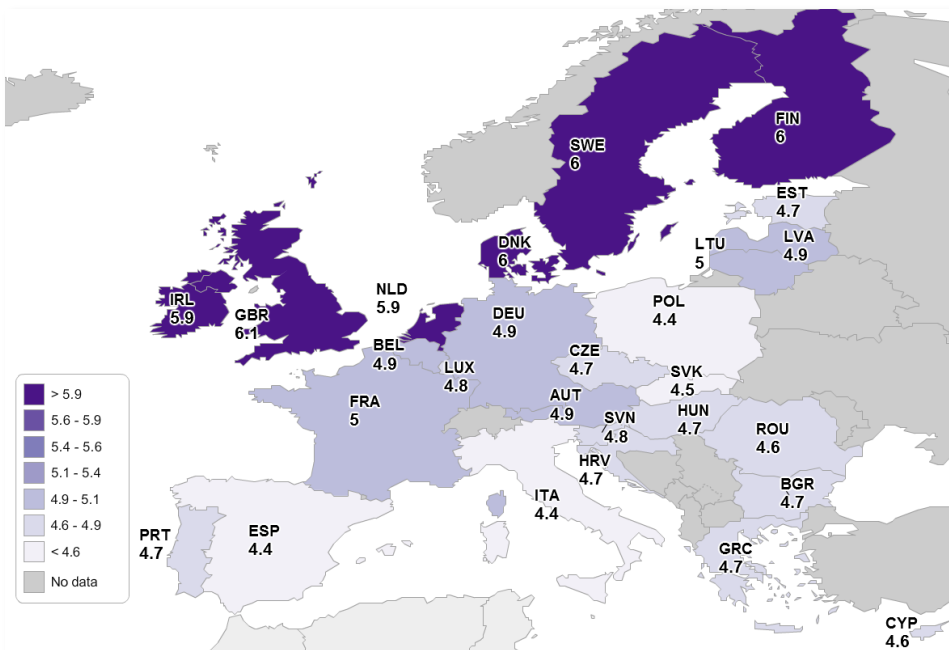 FIN
6
SWE
6
EST
4.7
LTU
5
LVA
4.9
DNK
6
NLD
5.9
IRL
5.9
GBR
6.1
DEU
4.9
POL
4.4
BEL
4.9
CZE
4.7
LUX
4.8
SVK
4.5
FRA
5
AUT
4.9
SVN
4.8
HUN
4.7
ROU
4.6
HRV
4.7
ITA
4.4
BGR
4.7
PRT
4.7
ESP
4.4
GRC
4.7
CYP
4.6
> 5.9
5.6 - 5.9
5.4 - 5.6
5.1 - 5.4
4.9 - 5.1
4.6 - 4.9
< 4.6
No data